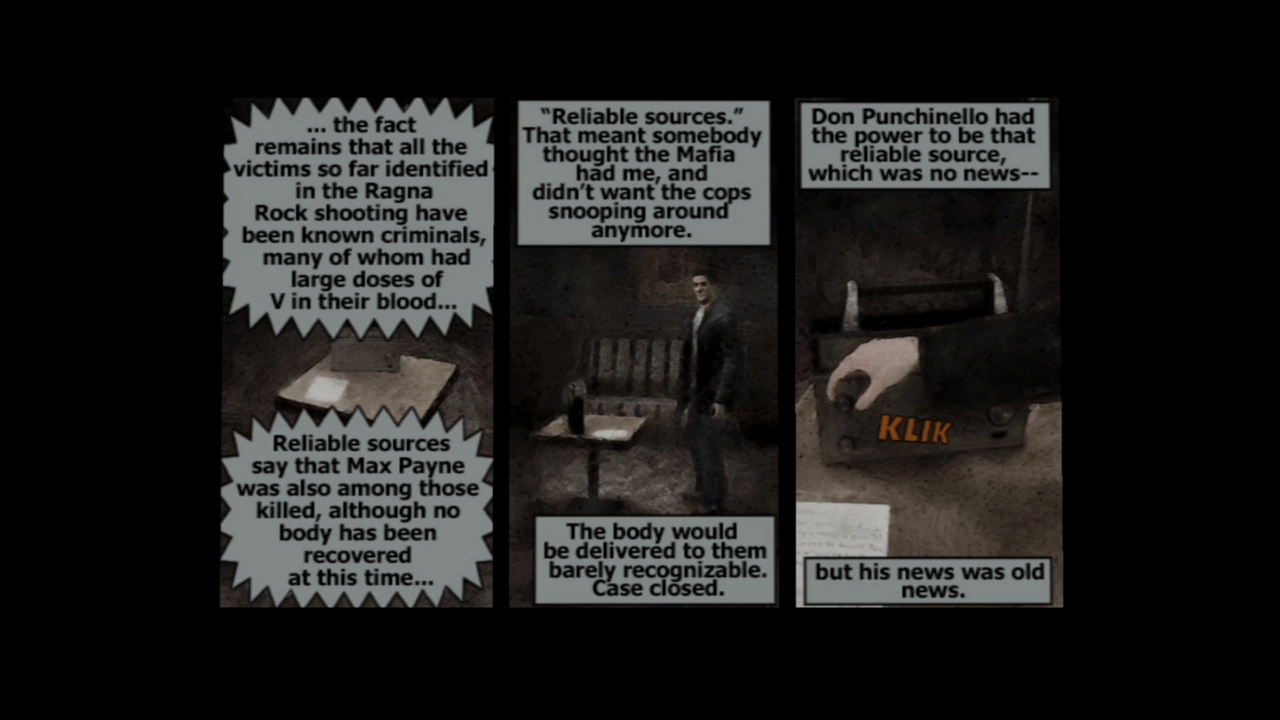 ... the fact
remains that all the
victims so far identified
in the Ragna
Rock shooting have
been known criminals,
many of whom had
large doses of
V in their blood...
Reliable sources
say that Max Payne
was also among those
killed, although no
body has been
recovered
at this time...
“Reliable sources.”
That meant somebody
thought the Mafia
had me, and
didn’t want the cops
snooping around
anymore.
The body would
be delivered to them
barely recognizable.
Case closed.
Don Punchinello had
the power to be that
reliable source,
which was no news--
KLIK
but his news was old
news.